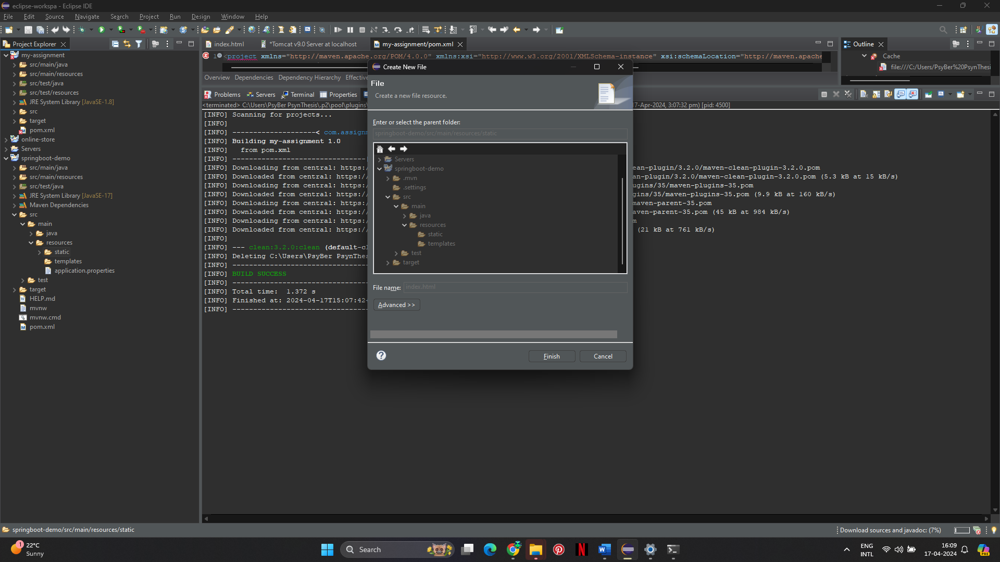 eclipse-workspa - Eclipse IDE
File Edit Source Navigate Search Project Run Design Window Help
Project Explorer
index.html
*Tomcat v9.0 Server at localhost
my-assignment/pom.xml
Outline
my-assignment
src/main/java
src/main/resources
src/test/java
src/test/resources
JRE System Library [JavaSE-1.8]
src
target
pom.xml
online-store
Servers
springboot-demo
src/main/java
src/main/resources
src/test/java
JRE System Library [JavaSE-17]
Maven Dependencies
src
main
java
resources
static
templates
application.properties
test
target
HELP.md
mvnw
mvnw.cmd
pom.xml
1 <project xmlns="http://maven.apache.org/POM/4.0.0" xmlns:xsi="http://www.w3.org/2001/XMLSchema-instance" xsi:schemaLocation="http://maven.apache
Overview Dependencies Dependency Hierarchy Effective
Cache
file:///C:/Users/PsyBer%20PsynThesi
Problems Servers Terminal Properties
<terminated> C:\Users\PsyBer PsynThesis\.p2\pool\plugins\ 7-Apr-2024, 3:07:32 pm) [pid: 4500]
[INFO] Scanning for projects...
[INFO]
[INFO] --------------------< com.assignm
[INFO] Building my-assignment 1.0
[INFO]   from pom.xml
[INFO] --------------------------------
[INFO] Downloading from central: https:/ ean-plugin/3.2.0/maven-clean-plugin-3.2.0.pom
[INFO] Downloaded from central: https:// ean-plugin/3.2.0/maven-clean-plugin-3.2.0.pom (5.3 kB at 15 kB/s)
[INFO] Downloading from central: https:/ ugins/35/maven-plugins-35.pom
[INFO] Downloaded from central: https:// gins/35/maven-plugins-35.pom (9.9 kB at 160 kB/s)
[INFO] Downloading from central: https:/ maven-parent-35.pom
[INFO] Downloaded from central: https:// aven-parent-35.pom (45 kB at 984 kB/s)
[INFO] Downloading from central: https:/ m
[INFO] Downloaded from central: https:// (21 kB at 761 kB/s)
[INFO]
[INFO] --- clean:3.2.0:clean (default-cl
[INFO] Deleting C:\Users\PsyBer PsynThes
[INFO] --------------------------------
[INFO] BUILD SUCCESS
[INFO] --------------------------------
[INFO] Total time:  1.372 s
[INFO] Finished at: 2024-04-17T15:07:42-
[INFO] --------------------------------
Create New File
File
Create a new file resource.
Enter or select the parent folder:
springboot-demo/src/main/resources/static
Servers
springboot-demo
.mvn
.settings
src
main
java
resources
static
templates
test
target
File name: index.html
Advanced >>
? Finish Cancel
springboot-demo/src/main/resources/static
Download sources and javadoc: (7%)
1
22°C
Sunny
Search
ENG
INTL
16:09
17-04-2024
PRE